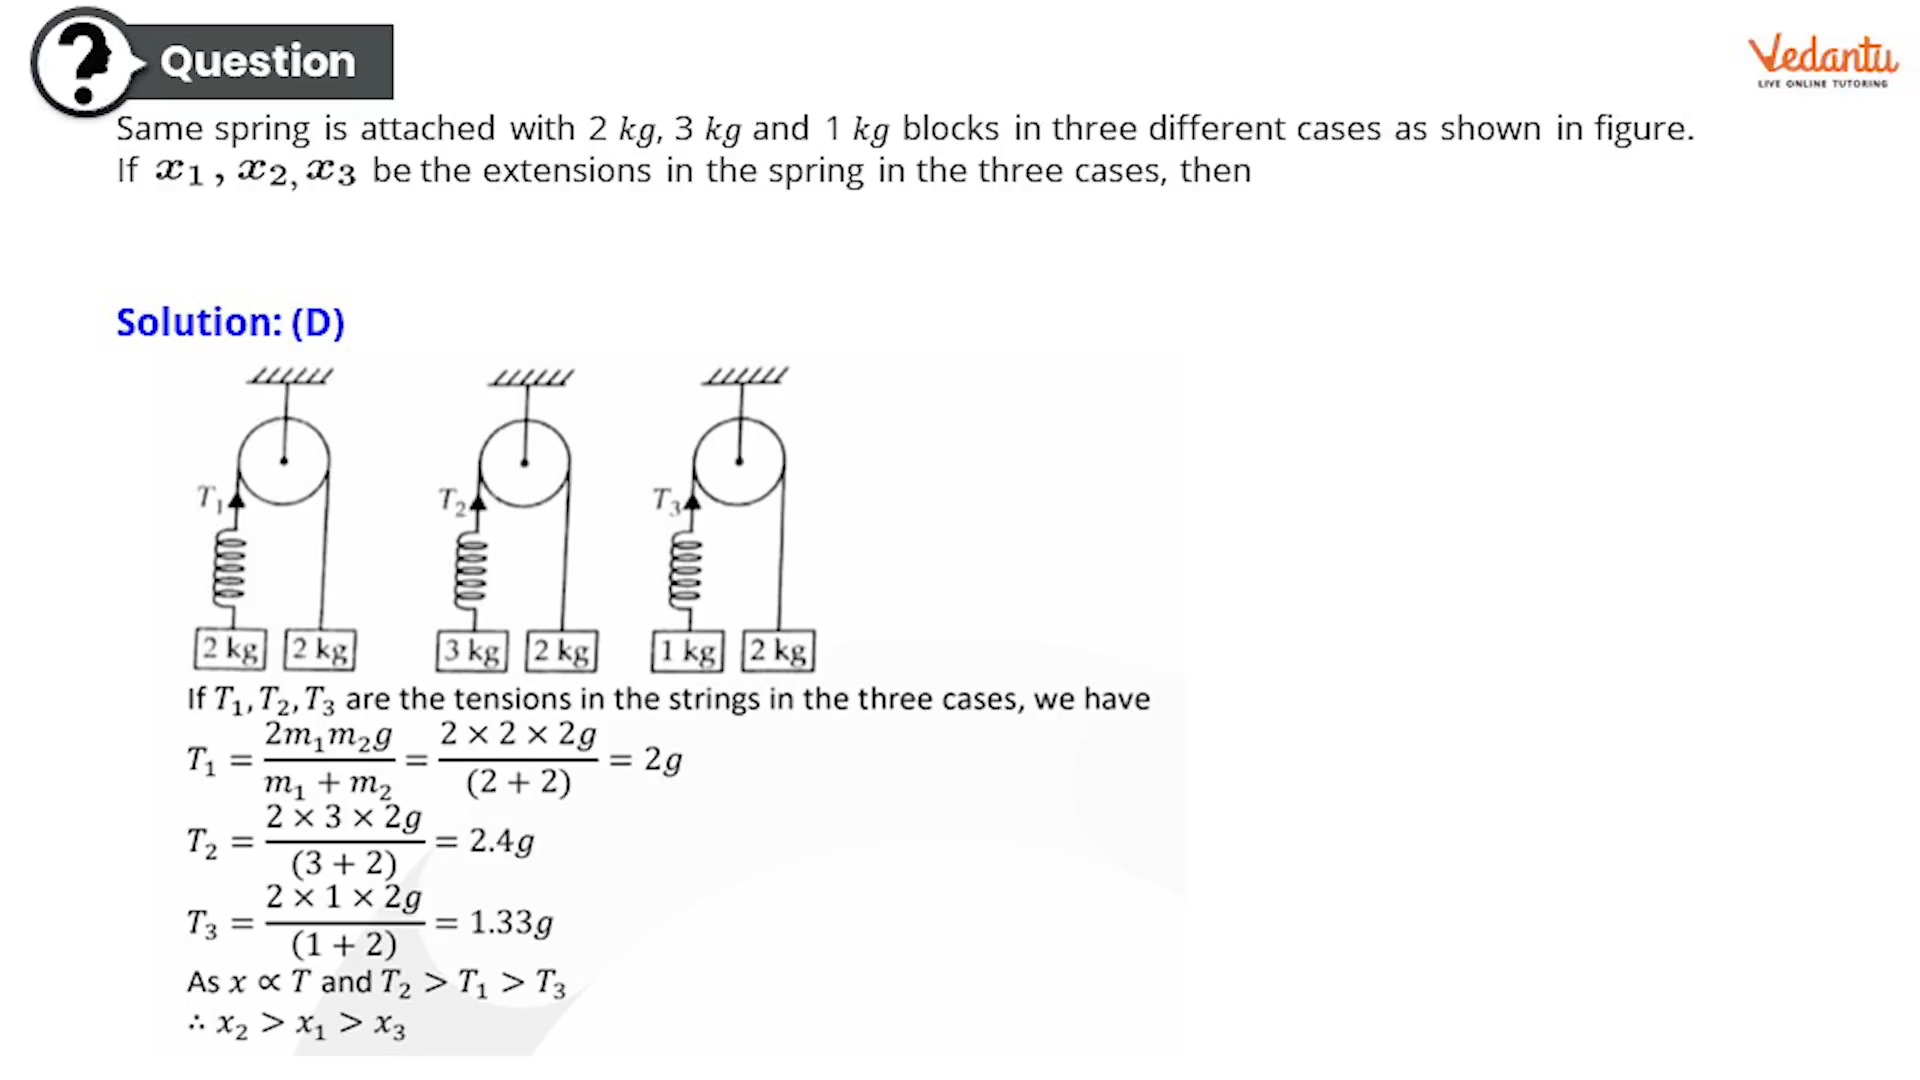 Question
Vedantu
LIVE ONLINE TUTORING
Same spring is attached with 2 kg, 3 kg and 1 kg blocks in three different cases as shown in figure.
If x₁, x₂, x₃ be the extensions in the spring in the three cases, then
Solution: (D)
T₁ T₂ T₃
2 kg 2 kg 3 kg 2 kg 1 kg 2 kg
If T₁, T₂, T₃ are the tensions in the strings in the three cases, we have
T₁ = 2m₁m₂g / m₁ + m₂ = 2 × 2 × 2g / (2 + 2) = 2g
T₂ = 2 × 3 × 2g / (3 + 2) = 2.4g
T₃ = 2 × 1 × 2g / (1 + 2) = 1.33g
As x ∝ T and T₂ > T₁ > T₃
∴ x₂ > x₁ > x₃